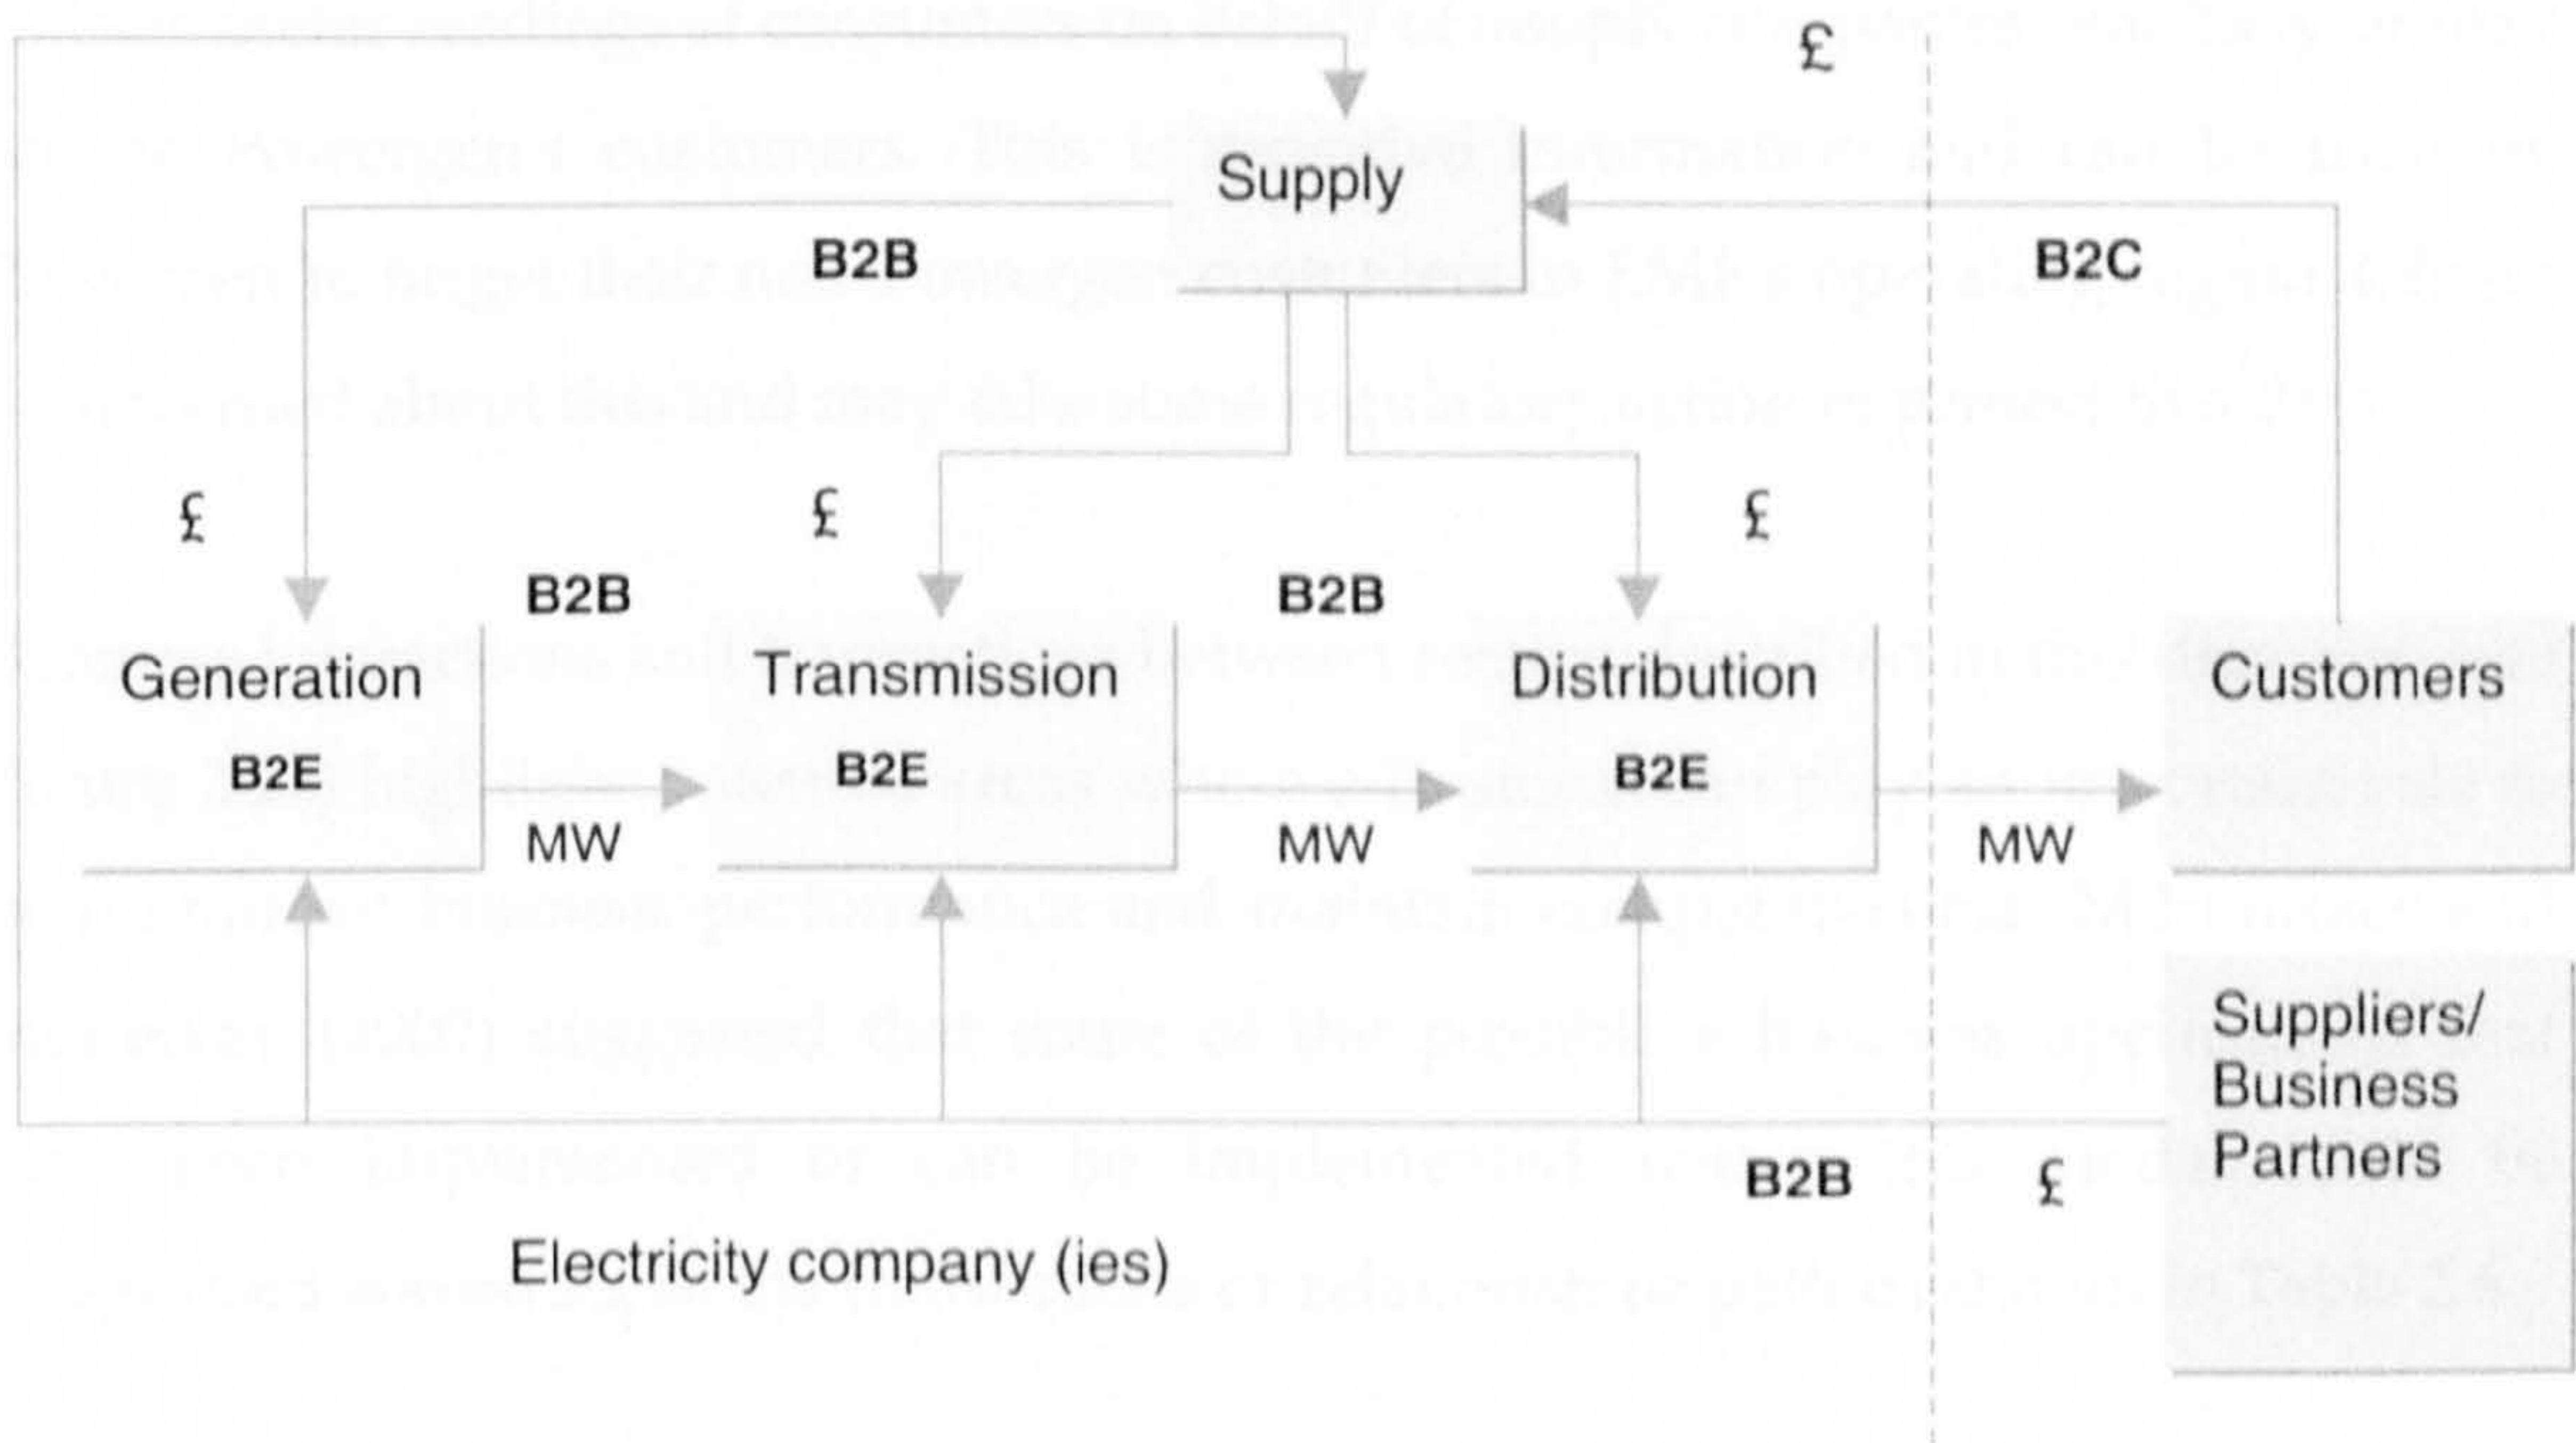 £
Supply
B2B
B2C
£
£
£
B2B
B2B
Generation
Transmission
Distribution
Customers
B2E
B2E
B2E
MW
MW
MW
Suppliers/
Business
Partners
B2B
£
Electricity company (ies)